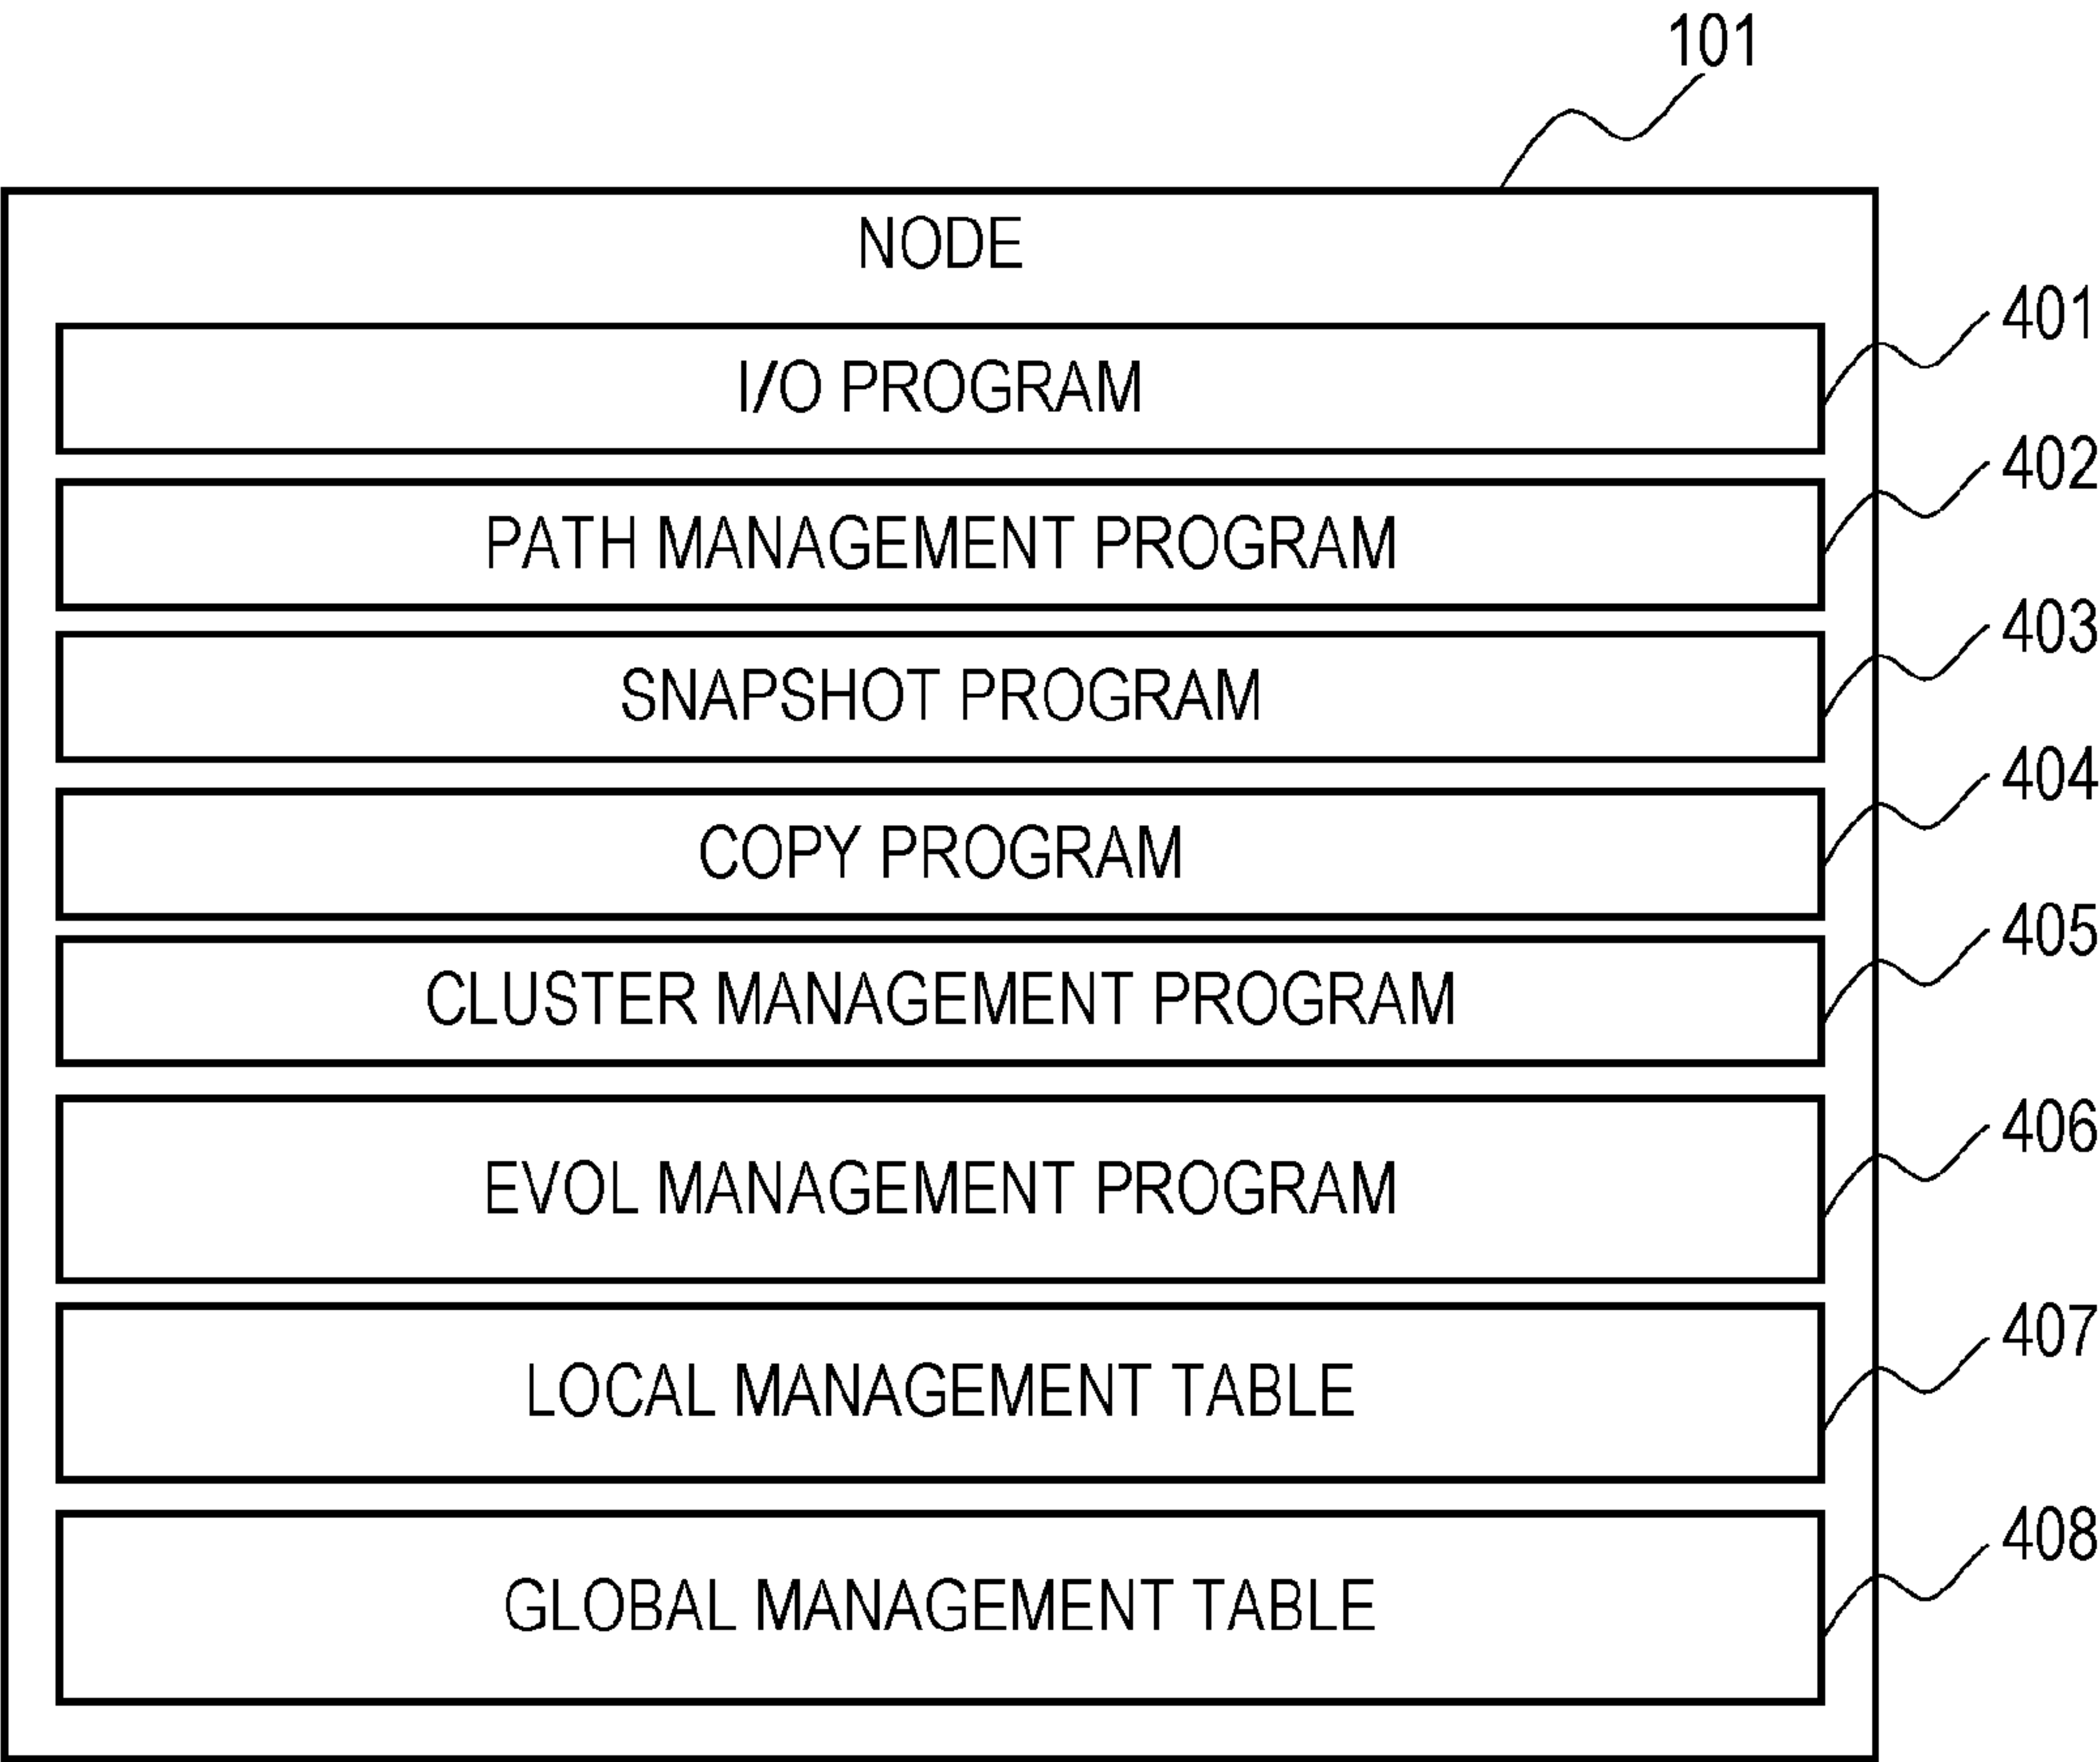 101
NODE
I/O PROGRAM
401
PATH MANAGEMENT PROGRAM
402
SNAPSHOT PROGRAM
403
COPY PROGRAM
404
CLUSTER MANAGEMENT PROGRAM
405
EVOL MANAGEMENT PROGRAM
406
LOCAL MANAGEMENT TABLE
407
GLOBAL MANAGEMENT TABLE
408